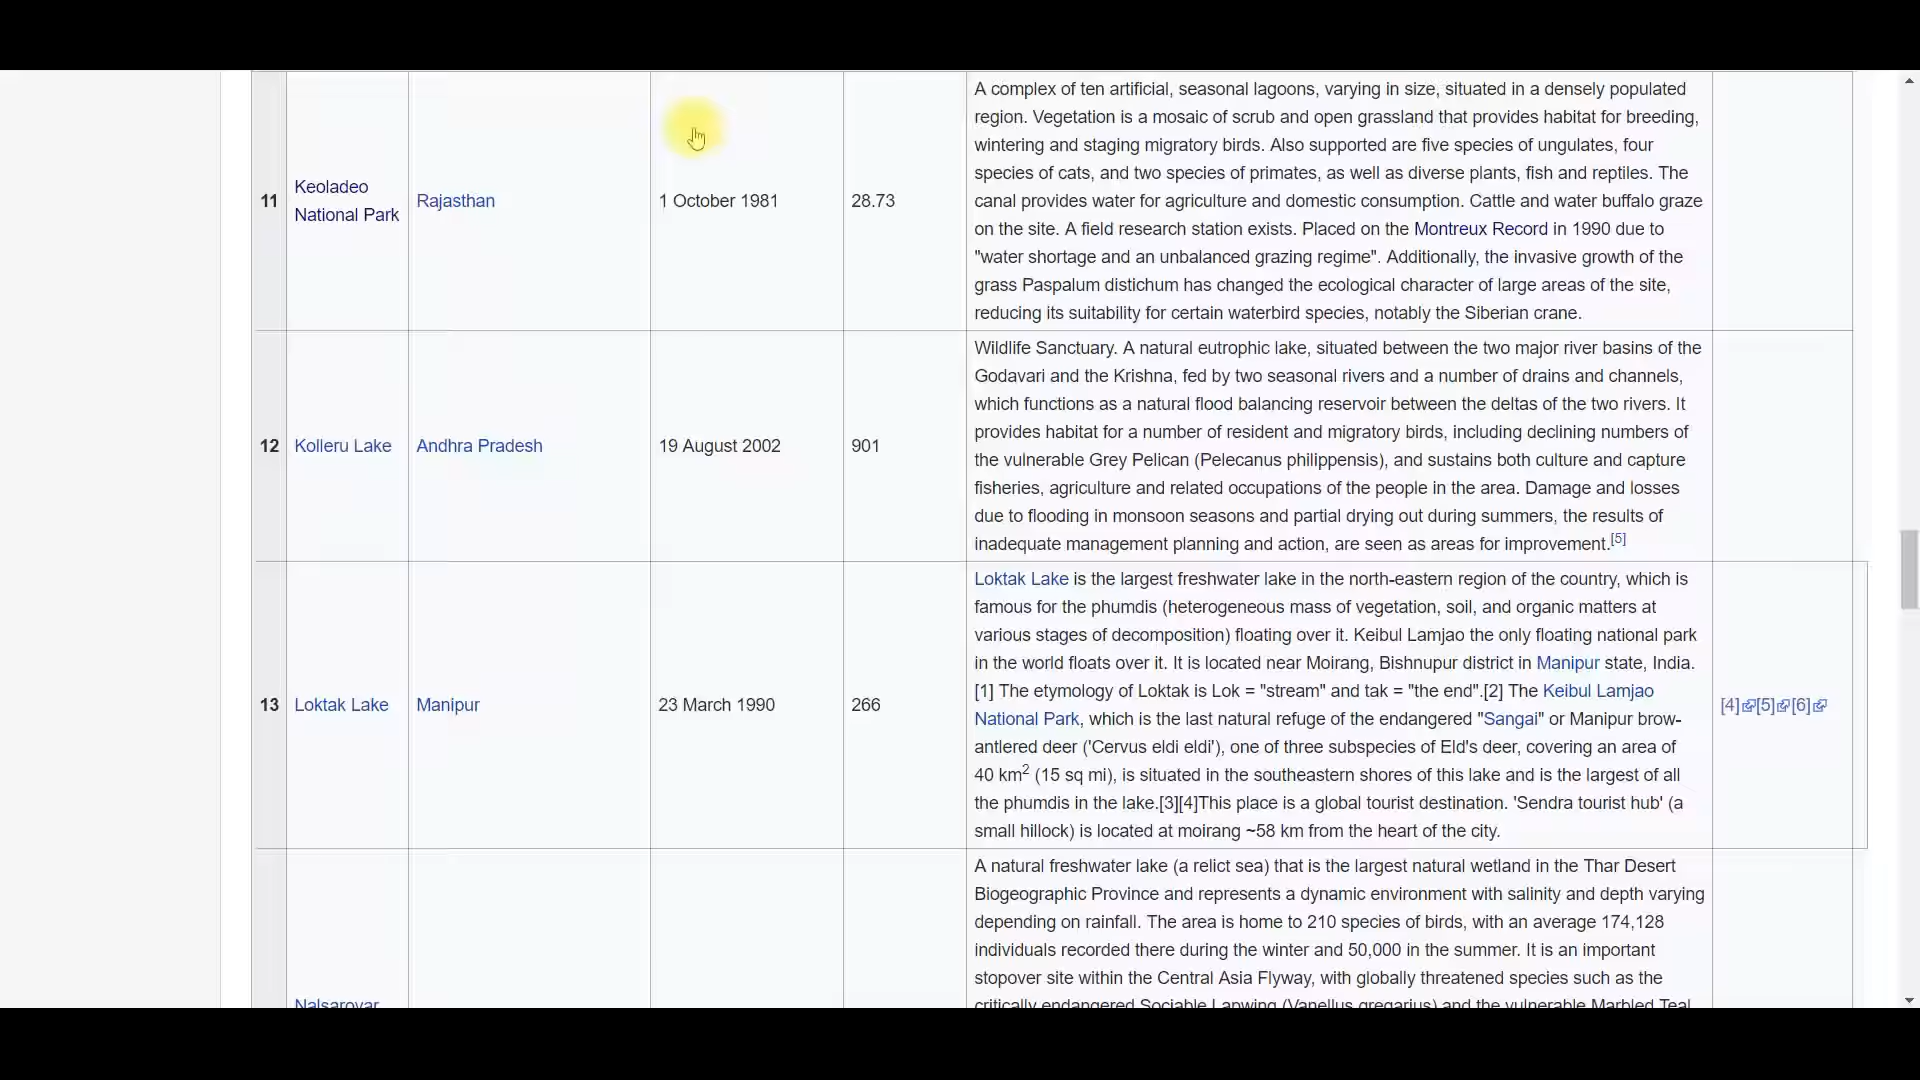 A complex of ten artificial, seasonal lagoons, varying in size, situated in a densely populated
region. Vegetation is a mosaic of scrub and open grassland that provides habitat for breeding,
wintering and staging migratory birds. Also supported are five species of ungulates, four
species of cats, and two species of primates, as well as diverse plants, fish and reptiles. The
11 Keoladeo National Park Rajasthan 1 October 1981 28.73
canal provides water for agriculture and domestic consumption. Cattle and water buffalo graze
on the site. A field research station exists. Placed on the Montreux Record in 1990 due to
"water shortage and an unbalanced grazing regime". Additionally, the invasive growth of the
grass Paspalum distichum has changed the ecological character of large areas of the site,
reducing its suitability for certain waterbird species, notably the Siberian crane.
12 Kolleru Lake Andhra Pradesh 19 August 2002 901
Wildlife Sanctuary. A natural eutrophic lake, situated between the two major river basins of the
Godavari and the Krishna, fed by two seasonal rivers and a number of drains and channels,
which functions as a natural flood balancing reservoir between the deltas of the two rivers. It
provides habitat for a number of resident and migratory birds, including declining numbers of
the vulnerable Grey Pelican (Pelecanus philippensis), and sustains both culture and capture
fisheries, agriculture and related occupations of the people in the area. Damage and losses
due to flooding in monsoon seasons and partial drying out during summers, the results of
inadequate management planning and action, are seen as areas for improvement.[5]
13 Loktak Lake Manipur 23 March 1990 266
Loktak Lake is the largest freshwater lake in the north-eastern region of the country, which is
famous for the phumdis (heterogeneous mass of vegetation, soil, and organic matters at
various stages of decomposition) floating over it. Keibul Lamjao the only floating national park
in the world floats over it. It is located near Moirang, Bishnupur district in Manipur state, India.
[1] The etymology of Loktak is Lok = "stream" and tak = "the end".[2] The Keibul Lamjao
National Park, which is the last natural refuge of the endangered "Sangai" or Manipur brow-
antlered deer ('Cervus eldi eldi'), one of three subspecies of Eld's deer, covering an area of
40 km2 (15 sq mi), is situated in the southeastern shores of this lake and is the largest of all
the phumdis in the lake.[3][4]This place is a global tourist destination. 'Sendra tourist hub' (a
small hillock) is located at moirang ~58 km from the heart of the city.
[4][5][6]
Nalsarovar
A natural freshwater lake (a relict sea) that is the largest natural wetland in the Thar Desert
Biogeographic Province and represents a dynamic environment with salinity and depth varying
depending on rainfall. The area is home to 210 species of birds, with an average 174,128
individuals recorded there during the winter and 50,000 in the summer. It is an important
stopover site within the Central Asia Flyway, with globally threatened species such as the
critically endangered Sociable Lapwing (Vanellus gregarius) and the vulnerable Marbled Teal